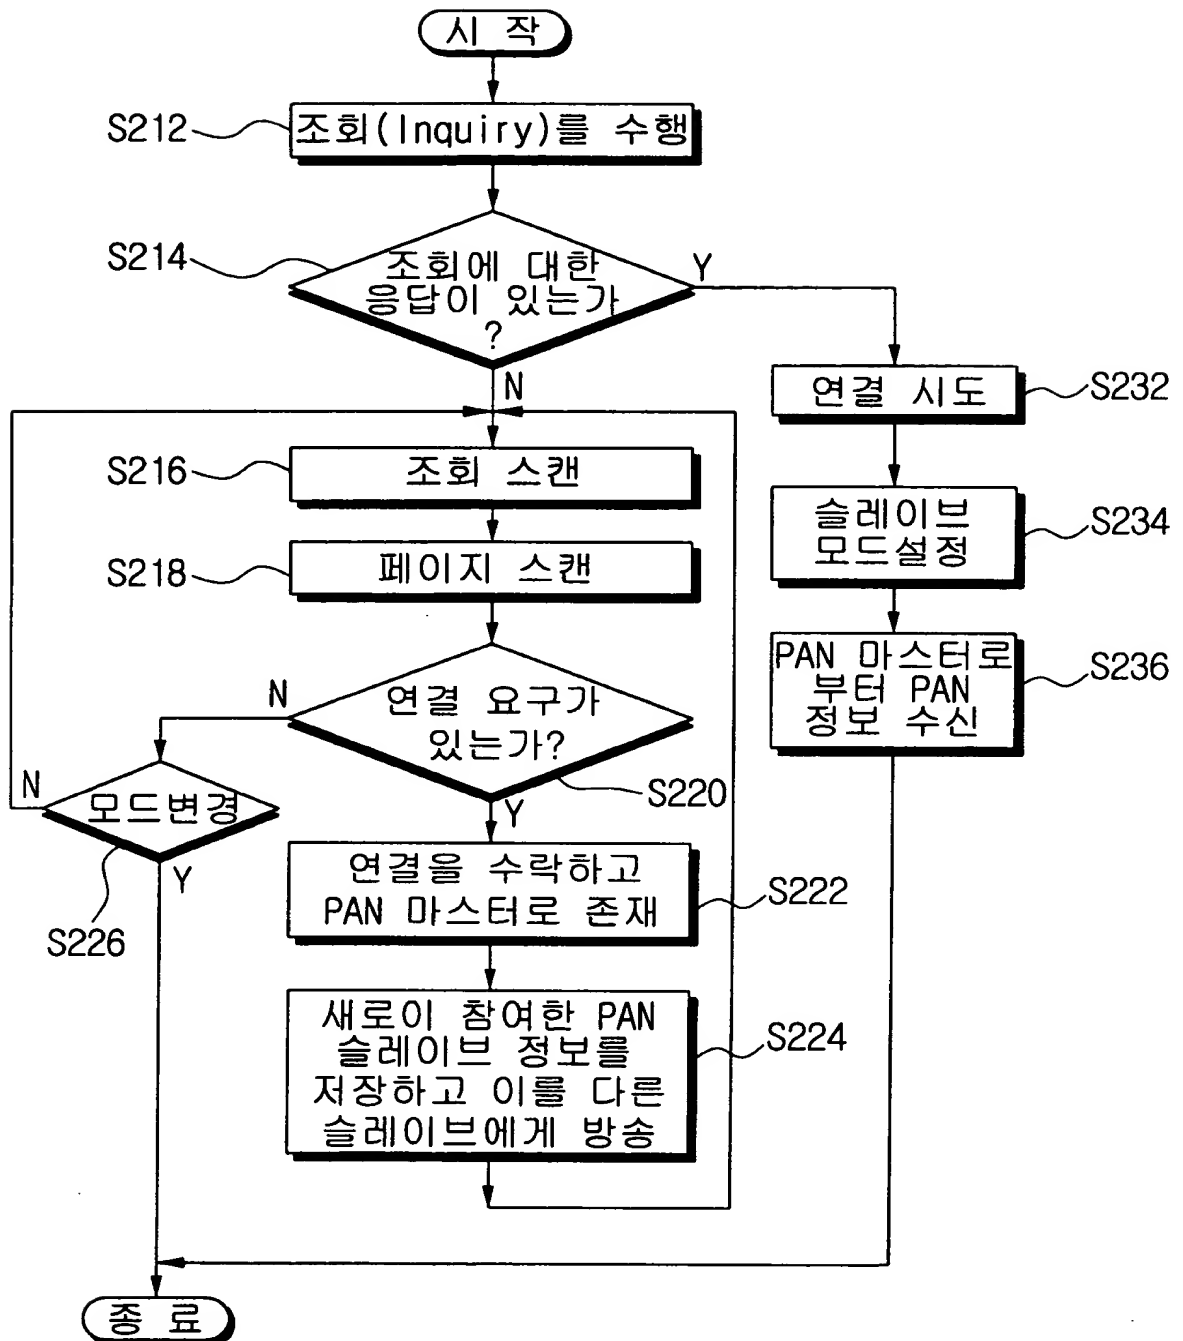 시 작
S212
조회(Inquiry)를 수행
S214
조회에 대한
응답이 있는가
?
Y
N
연결 시도
S232
S216
조회 스캔
슬레이브
모드설정
S234
S218
페이지 스캔
PAN 마스터로
부터 PAN
정보 수신
S236
N
연결 요구가
있는가?
S220
Y
N
모드변경
Y
S226
연결을 수락하고
PAN 마스터로 존재
S222
새로이 참여한 PAN
슬레이브 정보를
저장하고 이를 다른
슬레이브에게 방송
S224
종 료